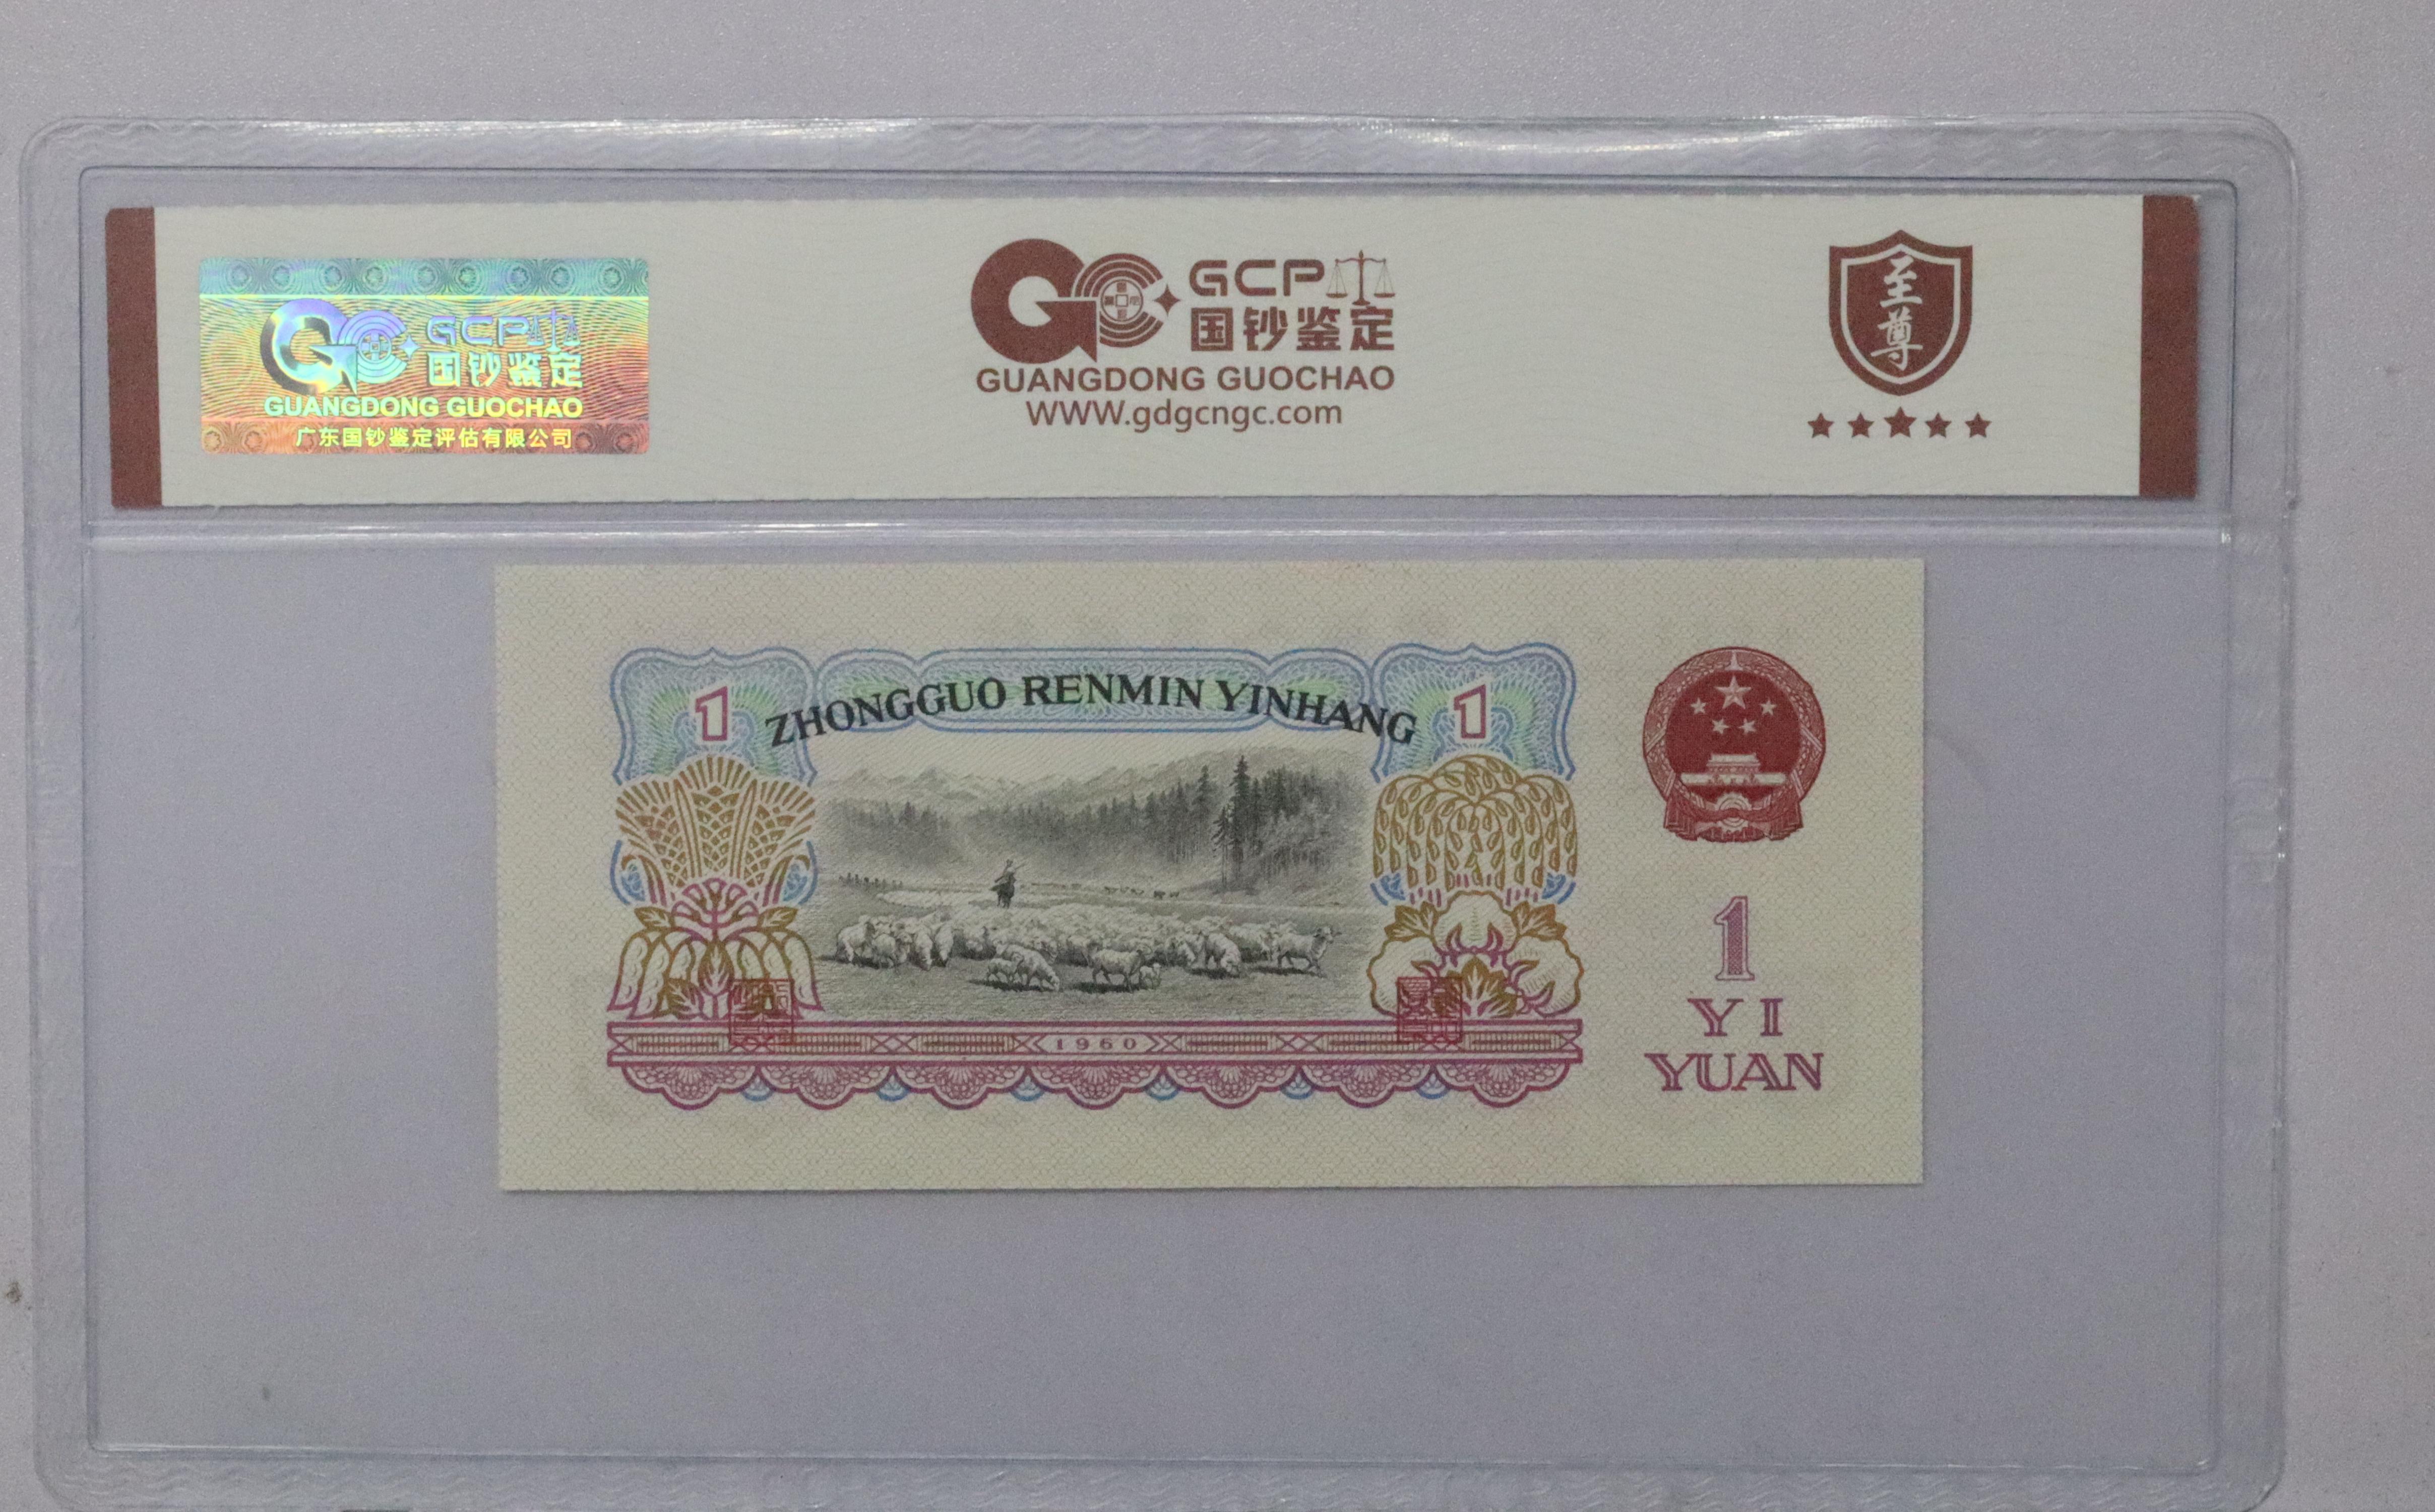 GCP
国钞鉴定
GUANGDONG GUOCHAO
广东国钞鉴定评估有限公司
GCP
国钞鉴定
GUANGDONG GUOCHAO
WWW.gdgcngc.com
至
尊
1
ZHONGGUO RENMIN YINHANG
1
1
YI
YUAN
1960